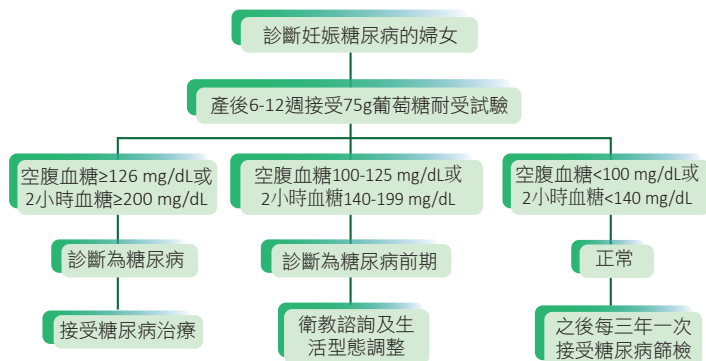 診斷妊娠糖尿病的婦女
產後6-12週接受75g葡萄糖耐受試驗
空腹血糖≥126 mg/dL或
2小時血糖≥200 mg/dL
空腹血糖100-125 mg/dL或
2小時血糖140-199 mg/dL
空腹血糖<100 mg/dL或
2小時血糖<140 mg/dL
診斷為糖尿病
診斷為糖尿病前期
正常
接受糖尿病治療
衛教諮詢及生
活型態調整
之後每三年一次
接受糖尿病篩檢